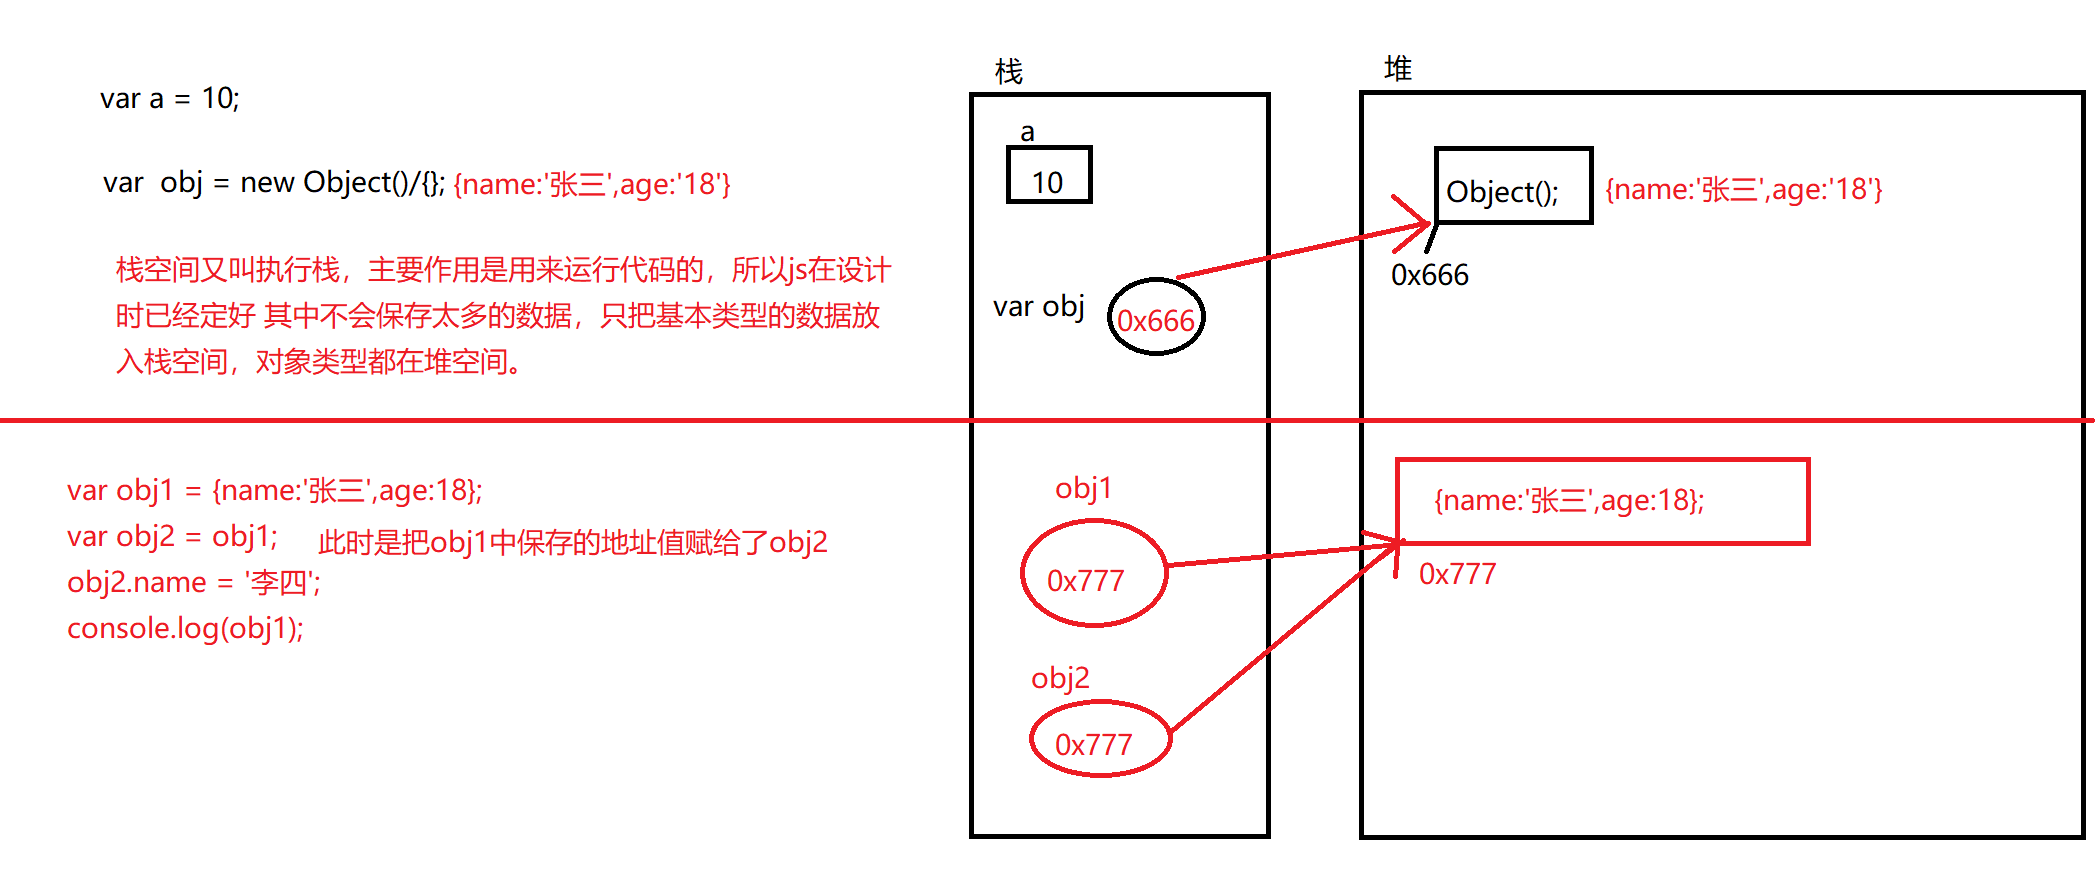 var a = 10;
var  obj = new Object()/{}; {name:'张三',age:'18'}
栈空间又叫执行栈，主要作用是用来运行代码的，所以js在设计
时已经定好 其中不会保存太多的数据，只把基本类型的数据放
入栈空间，对象类型都在堆空间。
栈
a
10
var obj
0x666
堆
Object();
{name:'张三',age:'18'}
0x666
var obj1 = {name:'张三',age:18};
var obj2 = obj1;
此时是把obj1中保存的地址值赋给了obj2
obj2.name = '李四';
console.log(obj1);
obj1
0x777
obj2
0x777
{name:'张三',age:18};
0x777